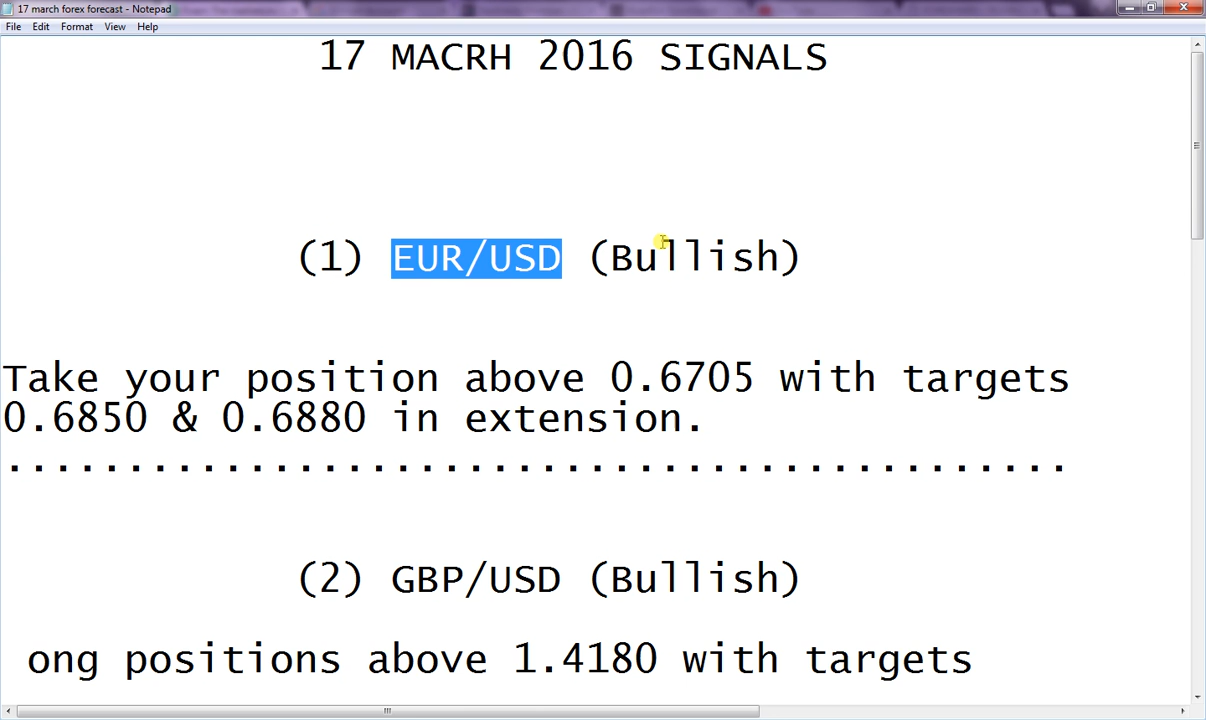 17 march forex forecast - Notepad
File Edit Format View Help
17 MACRH 2016 SIGNALS
(1) EUR/USD (Bullish)
Take your position above 0.6705 with targets
0.6850 & 0.6880 in extension.
............................................
(2) GBP/USD (Bullish)
ong positions above 1.4180 with targets